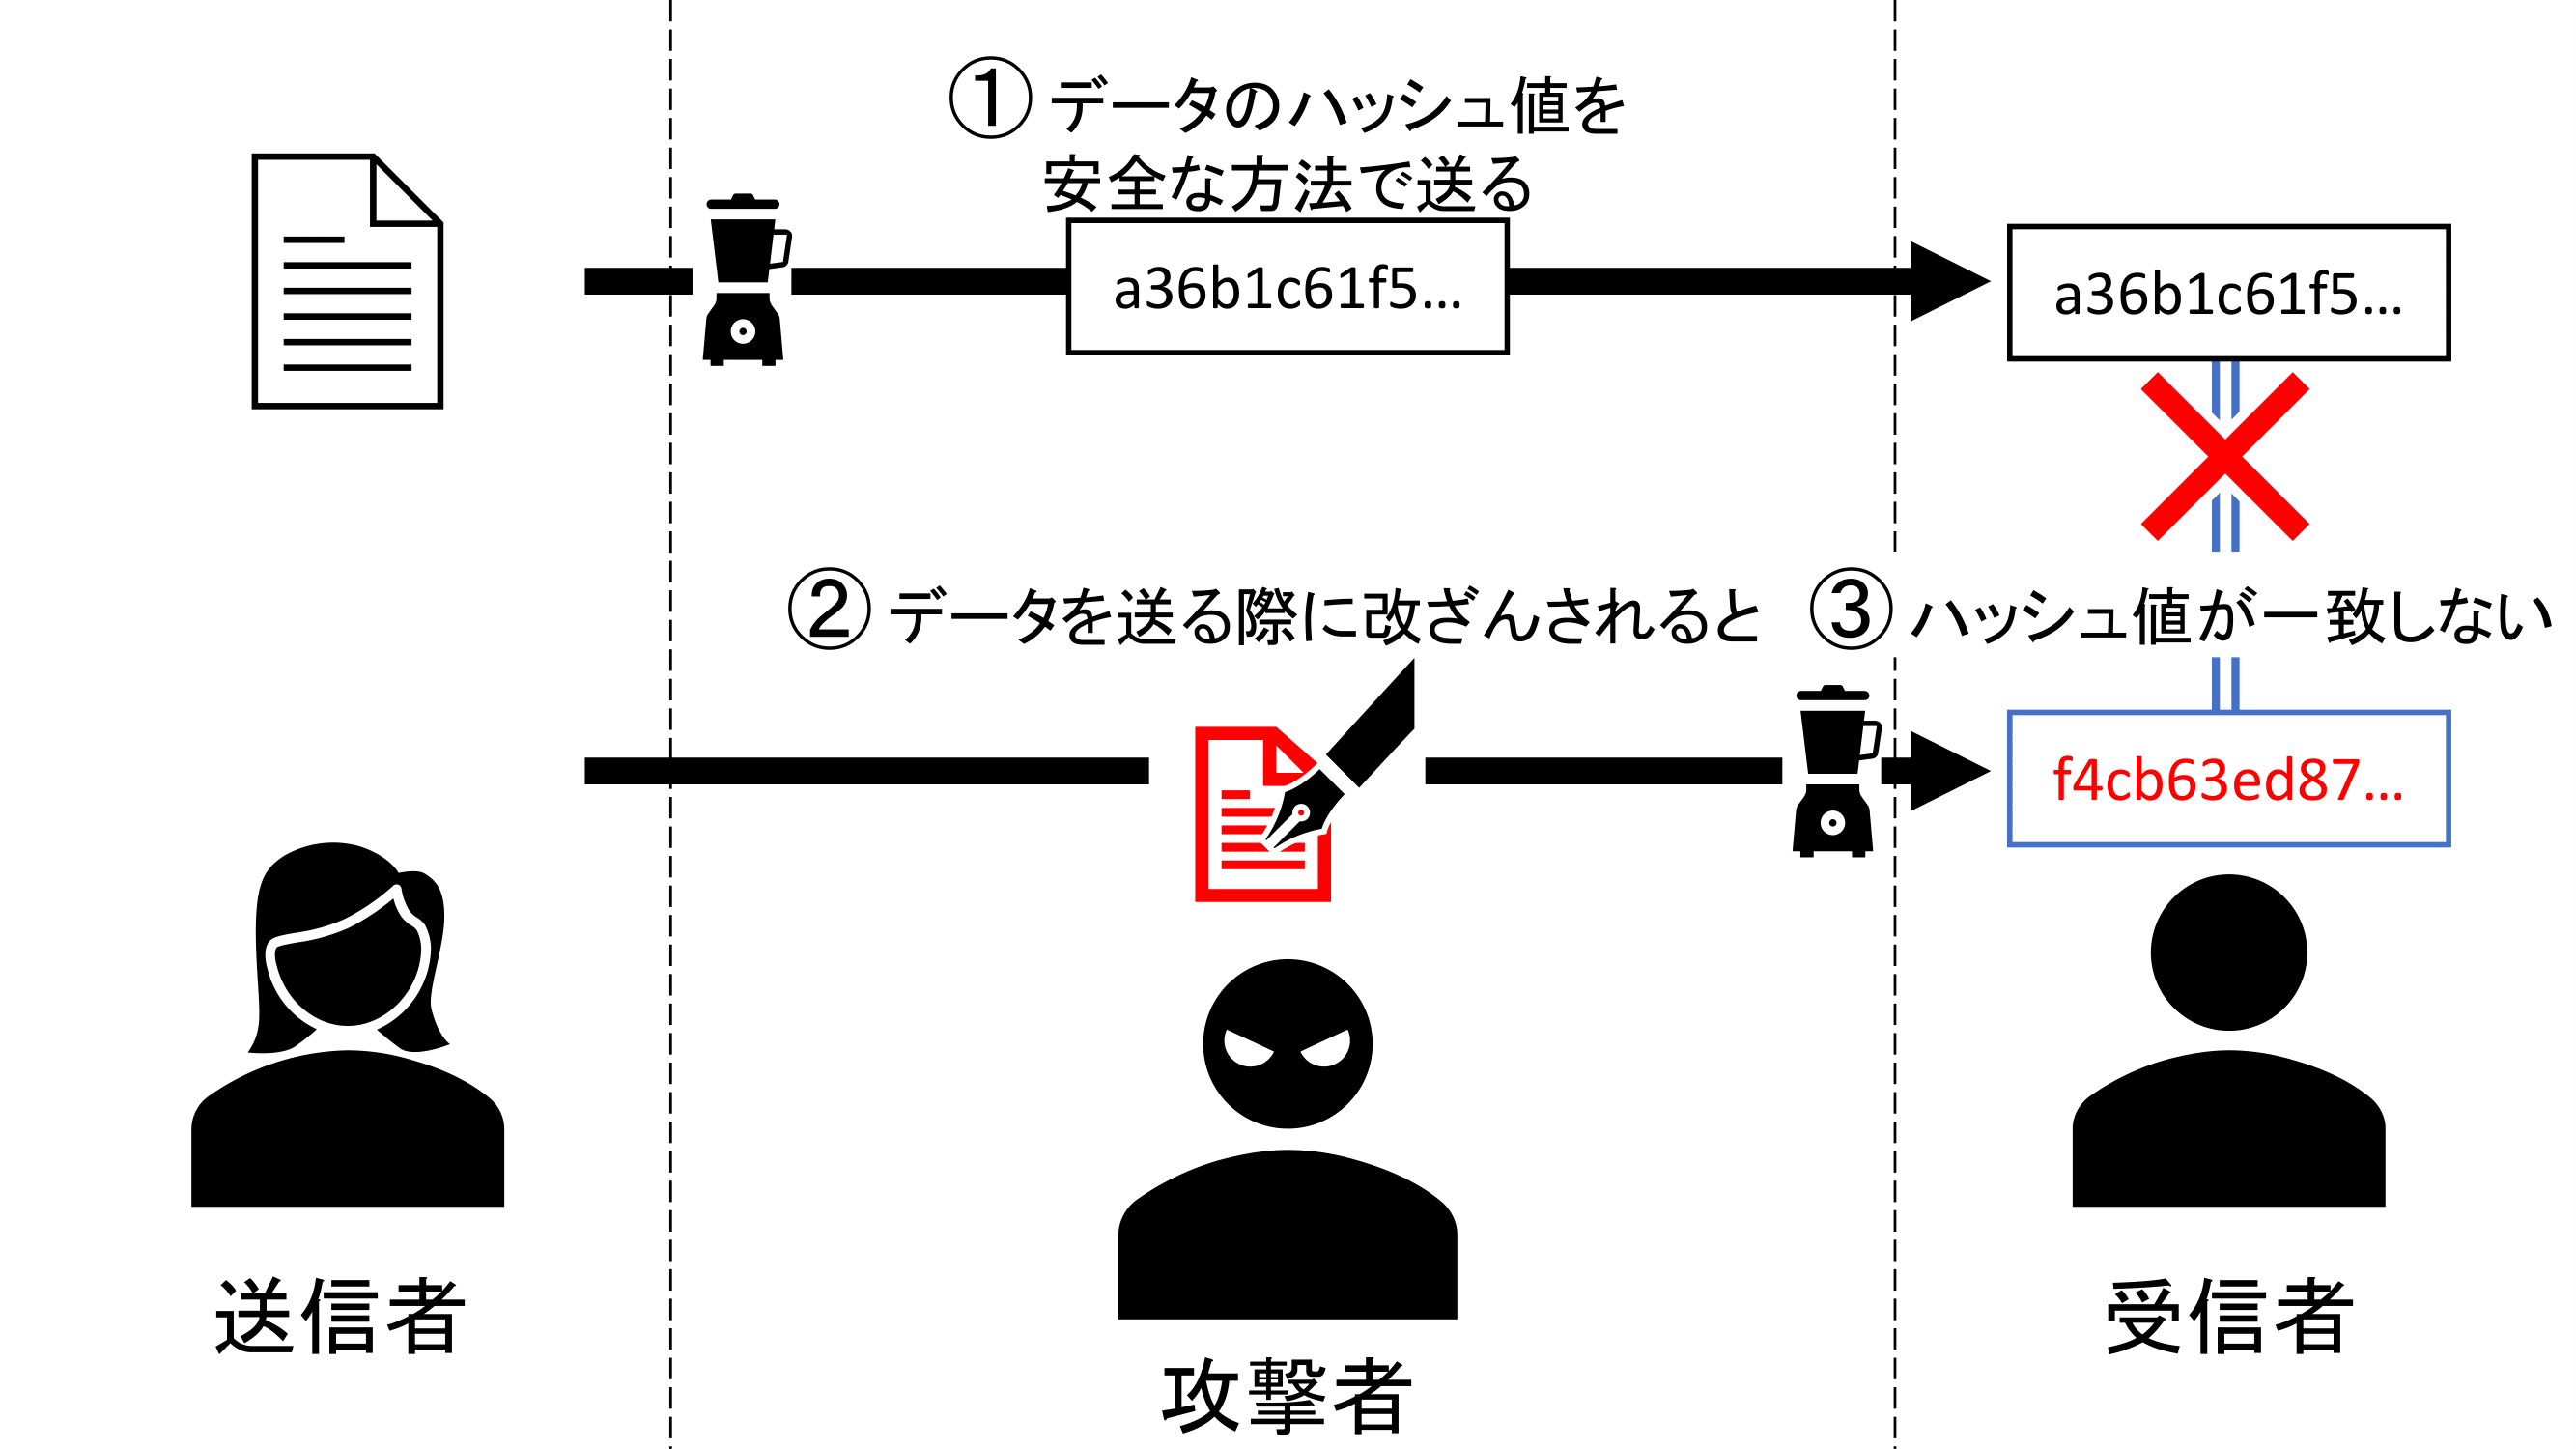 ① データのハッシュ値を
安全な方法で送る
a36b1c61f5...
a36b1c61f5...
② データを送る際に改ざんされると
③ ハッシュ値が一致しない
f4cb63ed87...
送信者
攻撃者
受信者